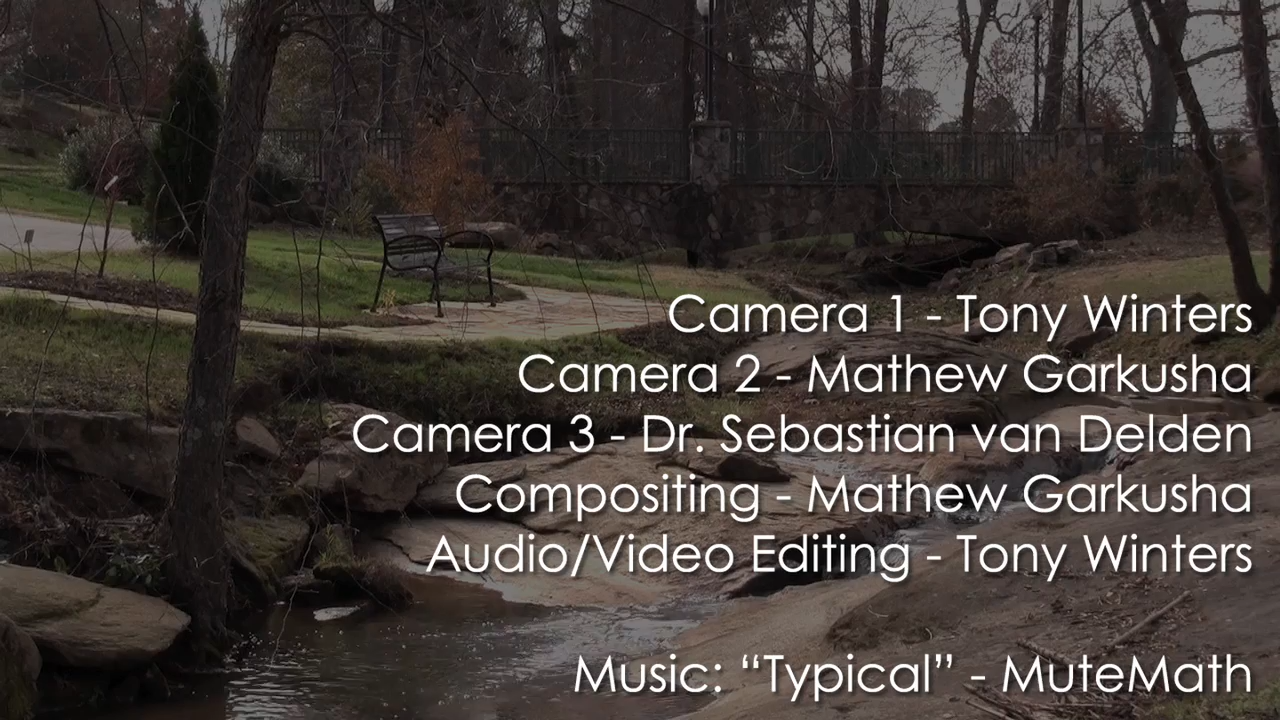 Camera 1 - Tony Winters
Camera 2 - Mathew Garkusha
Camera 3 - Dr. Sebastian van Delden
Compositing - Mathew Garkusha
Audio/Video Editing - Tony Winters
Music: “Typical” - MuteMath